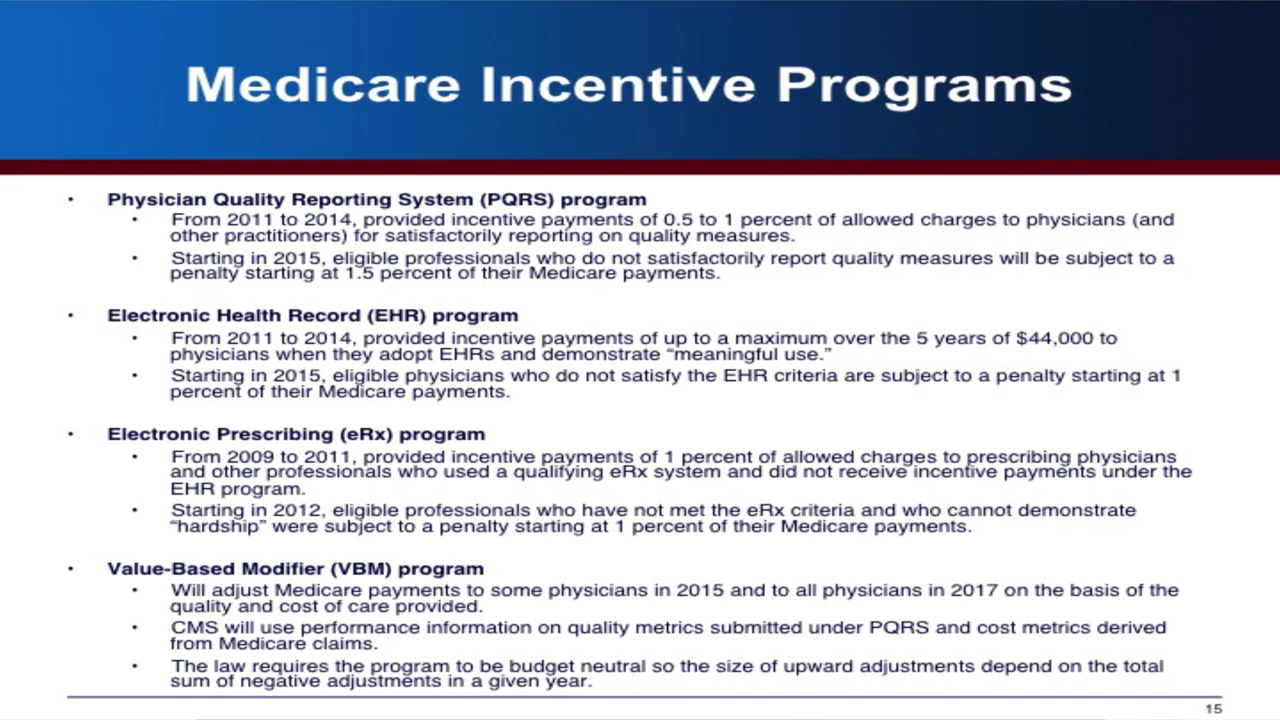 Medicare Incentive Programs
• Physician Quality Reporting System (PQRS) program
• From 2011 to 2014, provided incentive payments of 0.5 to 1 percent of allowed charges to physicians (and
other practitioners) for satisfactorily reporting on quality measures.
• Starting in 2015, eligible professionals who do not satisfactorily report quality measures will be subject to a
penalty starting at 1.5 percent of their Medicare payments.
• Electronic Health Record (EHR) program
• From 2011 to 2014, provided incentive payments of up to a maximum over the 5 years of $44,000 to
physicians when they adopt EHRs and demonstrate “meaningful use.”
• Starting in 2015, eligible physicians who do not satisfy the EHR criteria are subject to a penalty starting at 1
percent of their Medicare payments.
• Electronic Prescribing (eRx) program
• From 2009 to 2011, provided incentive payments of 1 percent of allowed charges to prescribing physicians
and other professionals who used a qualifying eRx system and did not receive incentive payments under the
EHR program.
• Starting in 2012, eligible professionals who have not met the eRx criteria and who cannot demonstrate
“hardship” were subject to a penalty starting at 1 percent of their Medicare payments.
• Value-Based Modifier (VBM) program
• Will adjust Medicare payments to some physicians in 2015 and to all physicians in 2017 on the basis of the
quality and cost of care provided.
• CMS will use performance information on quality metrics submitted under PQRS and cost metrics derived
from Medicare claims.
• The law requires the program to be budget neutral so the size of upward adjustments depend on the total
sum of negative adjustments in a given year.
15